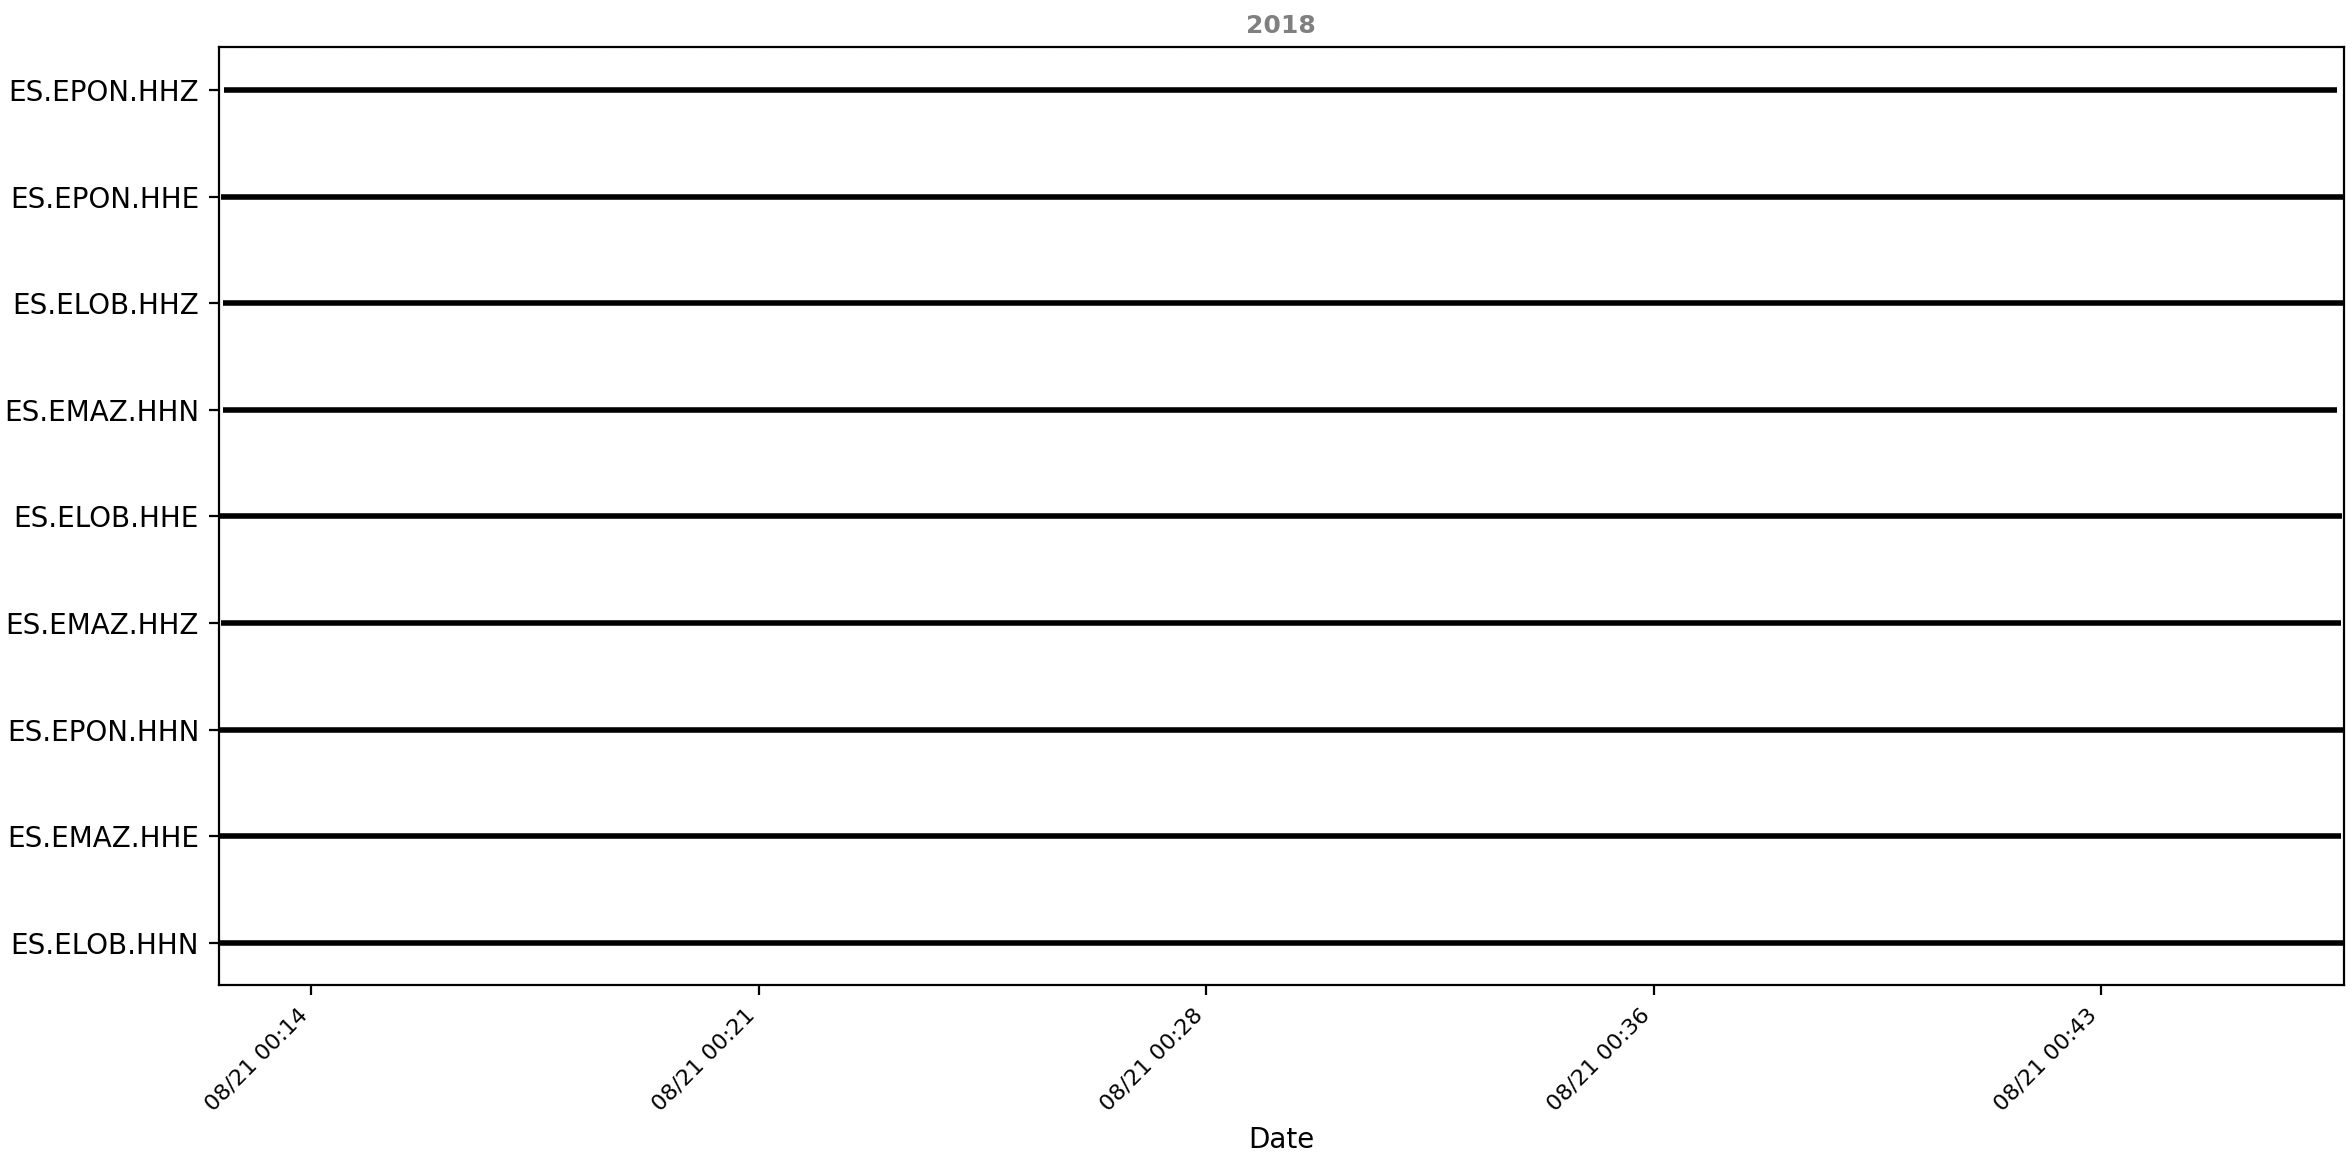 2018
ES.EPON.HHZ
ES.EPON.HHE
ES.ELOB.HHZ
ES.EMAZ.HHN
ES.ELOB.HHE
ES.EMAZ.HHZ
ES.EPON.HHN
ES.EMAZ.HHE
ES.ELOB.HHN
08/21 00:14
08/21 00:21
08/21 00:28
08/21 00:36
08/21 00:43
Date